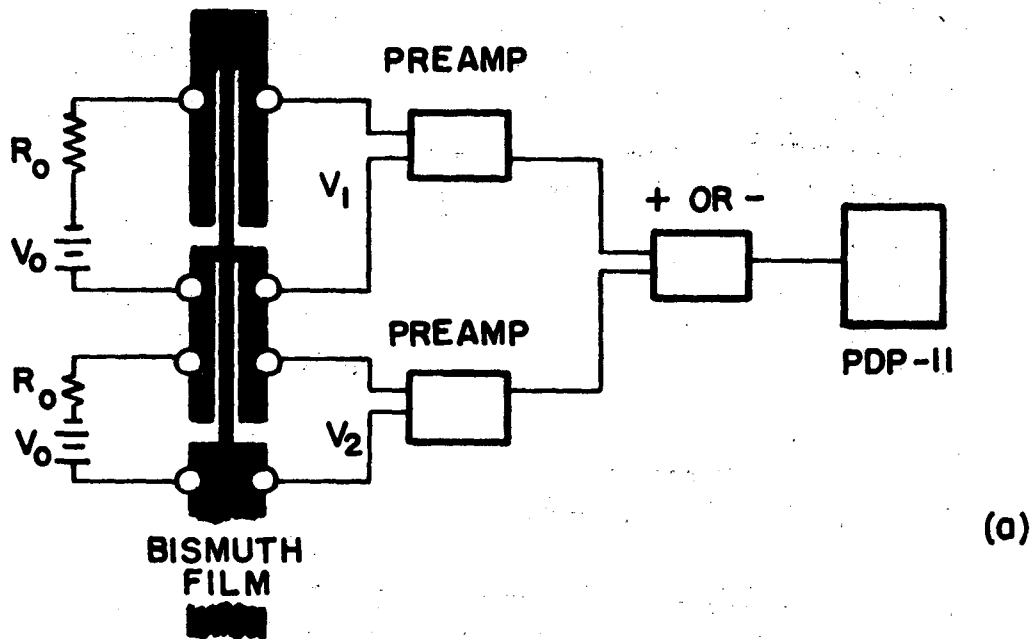 PREAMP
R₀
V₁
+ OR -
V₀
PREAMP
PDP-11
R₀
V₀
V₂
(a)
BISMUTH
FILM